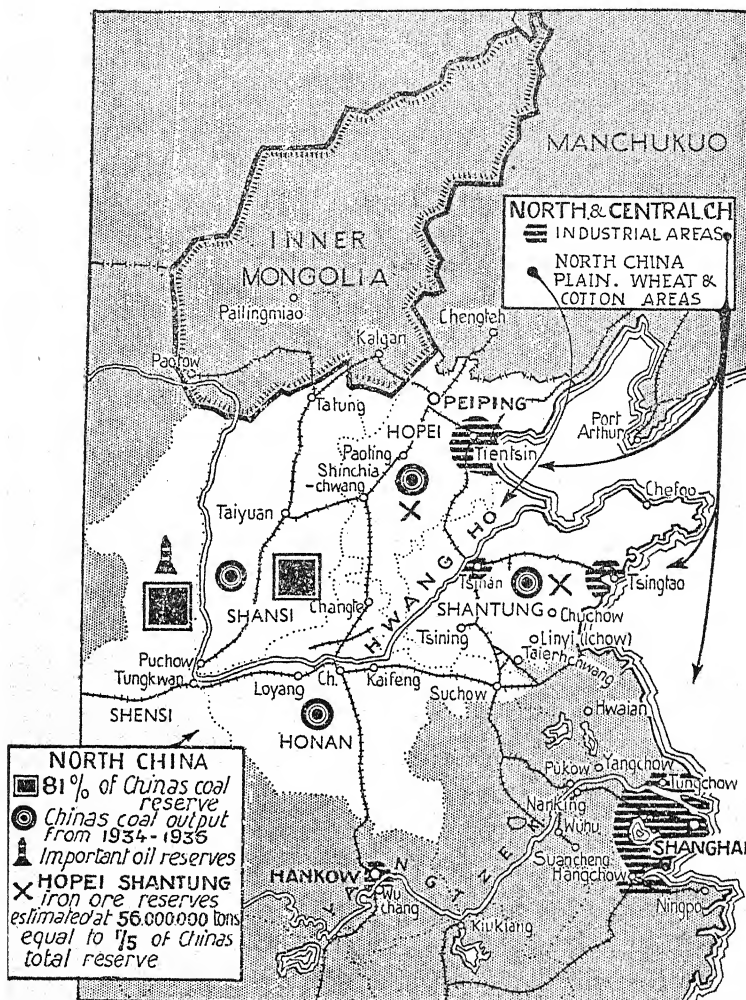 MANCHUKUO
NORTH & CENTRAL CH
INDUSTRIAL AREAS
NORTH CHINA
PLAIN. WHEAT &
COTTON AREAS
INNER
MONGOLIA
Pailingmiao
Chengteh
Kalgan
Paotow
Tatung
PEIPING
HOPEI
Port
Arthur
Tientsin
Paoting
Shinchia
-chwang
Chefoo
Taiyuan
HWANG HO
Tsinan
Tsingtao
SHANSI
Changte
SHANTUNG
Chuchow
Tsining
Linyi (Ichow)
Taierhchwang
Puchow
Tungkwan
Loyang
Ch.
Kaifeng
Suchow
SHENSI
Hwaian
HONAN
NORTH CHINA
81% of Chinas coal
reserve
Chinas coal output
from 1934-1935
Important oil reserves
HOPEI SHANTUNG
iron ore reserves
estimated at 56.000.000 tons
equal to 1/5 of Chinas
total reserve
Yangchow
Pukow
Tungchow
Nanking
Wuhu
SHANGHAI
Suancheng
Hangchow
HANKOW
YANGTZE
Wu
chang
Ningpo
Kiukiang